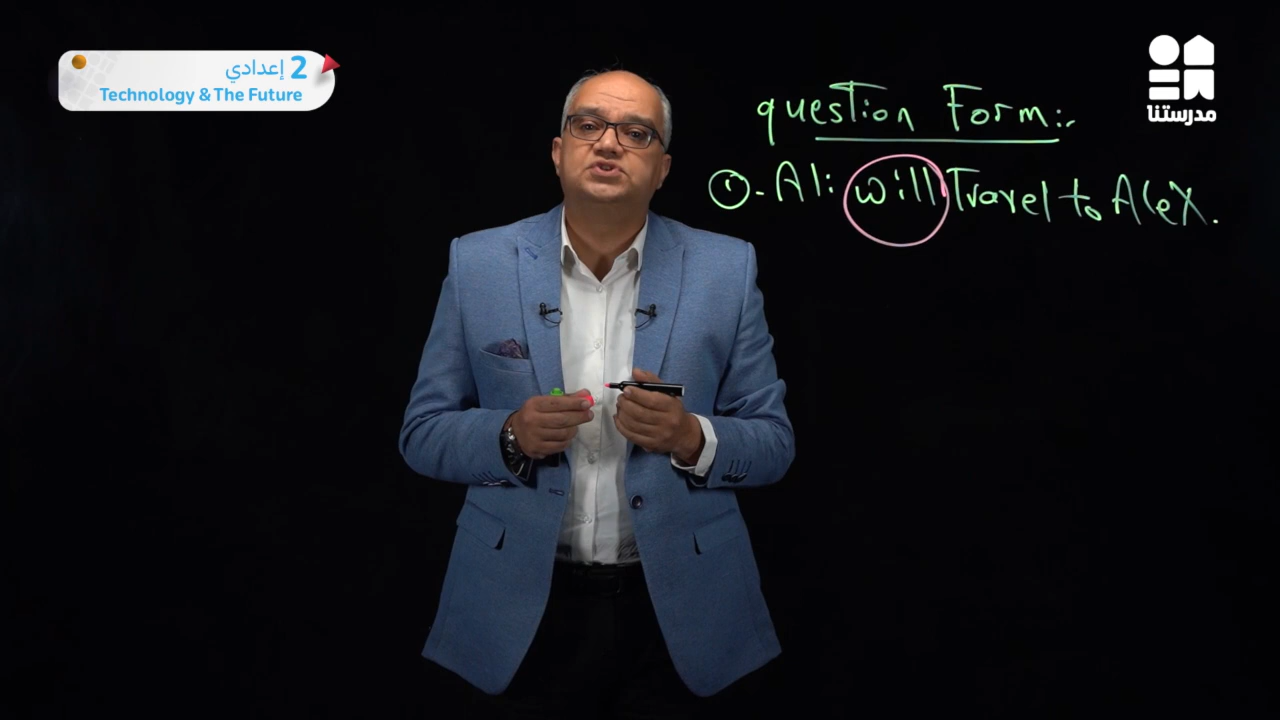 2 إعدادي
Technology & The Future
مدرستنا
question Form:-
1.- Ali will Travel to AleX.